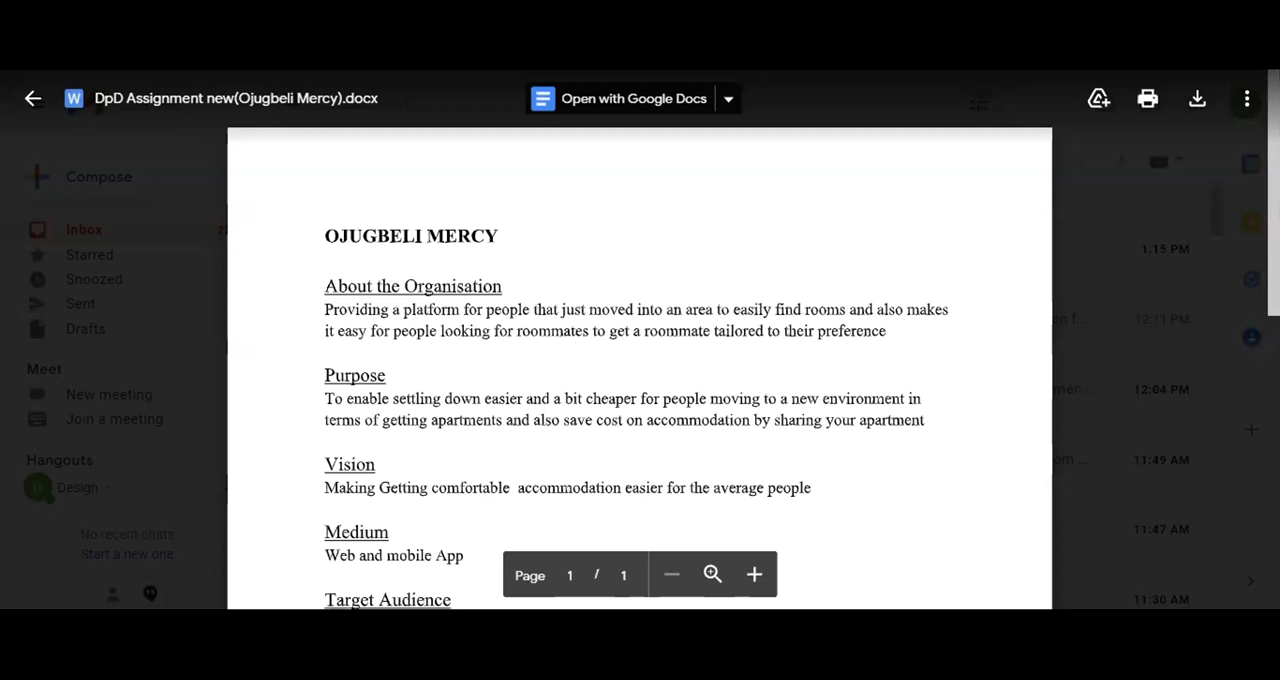 DpD Assignment new(Ojugbeli Mercy).docx
Open with Google Docs
Compose
Inbox
Starred
Snoozed
Sent
Drafts
Meet
New meeting
Join a meeting
Hangouts
Design
No recent chats
Start a new one
OJUGBELI MERCY
About the Organisation
Providing a platform for people that just moved into an area to easily find rooms and also makes
it easy for people looking for roommates to get a roommate tailored to their preference
Purpose
To enable settling down easier and a bit cheaper for people moving to a new environment in
terms of getting apartments and also save cost on accommodation by sharing your apartment
Vision
Making Getting comfortable  accommodation easier for the average people
Medium
Web and mobile App
Target Audience
Page 1 / 1
1:15 PM
12:11 PM
12:04 PM
11:49 AM
11:47 AM
11:30 AM